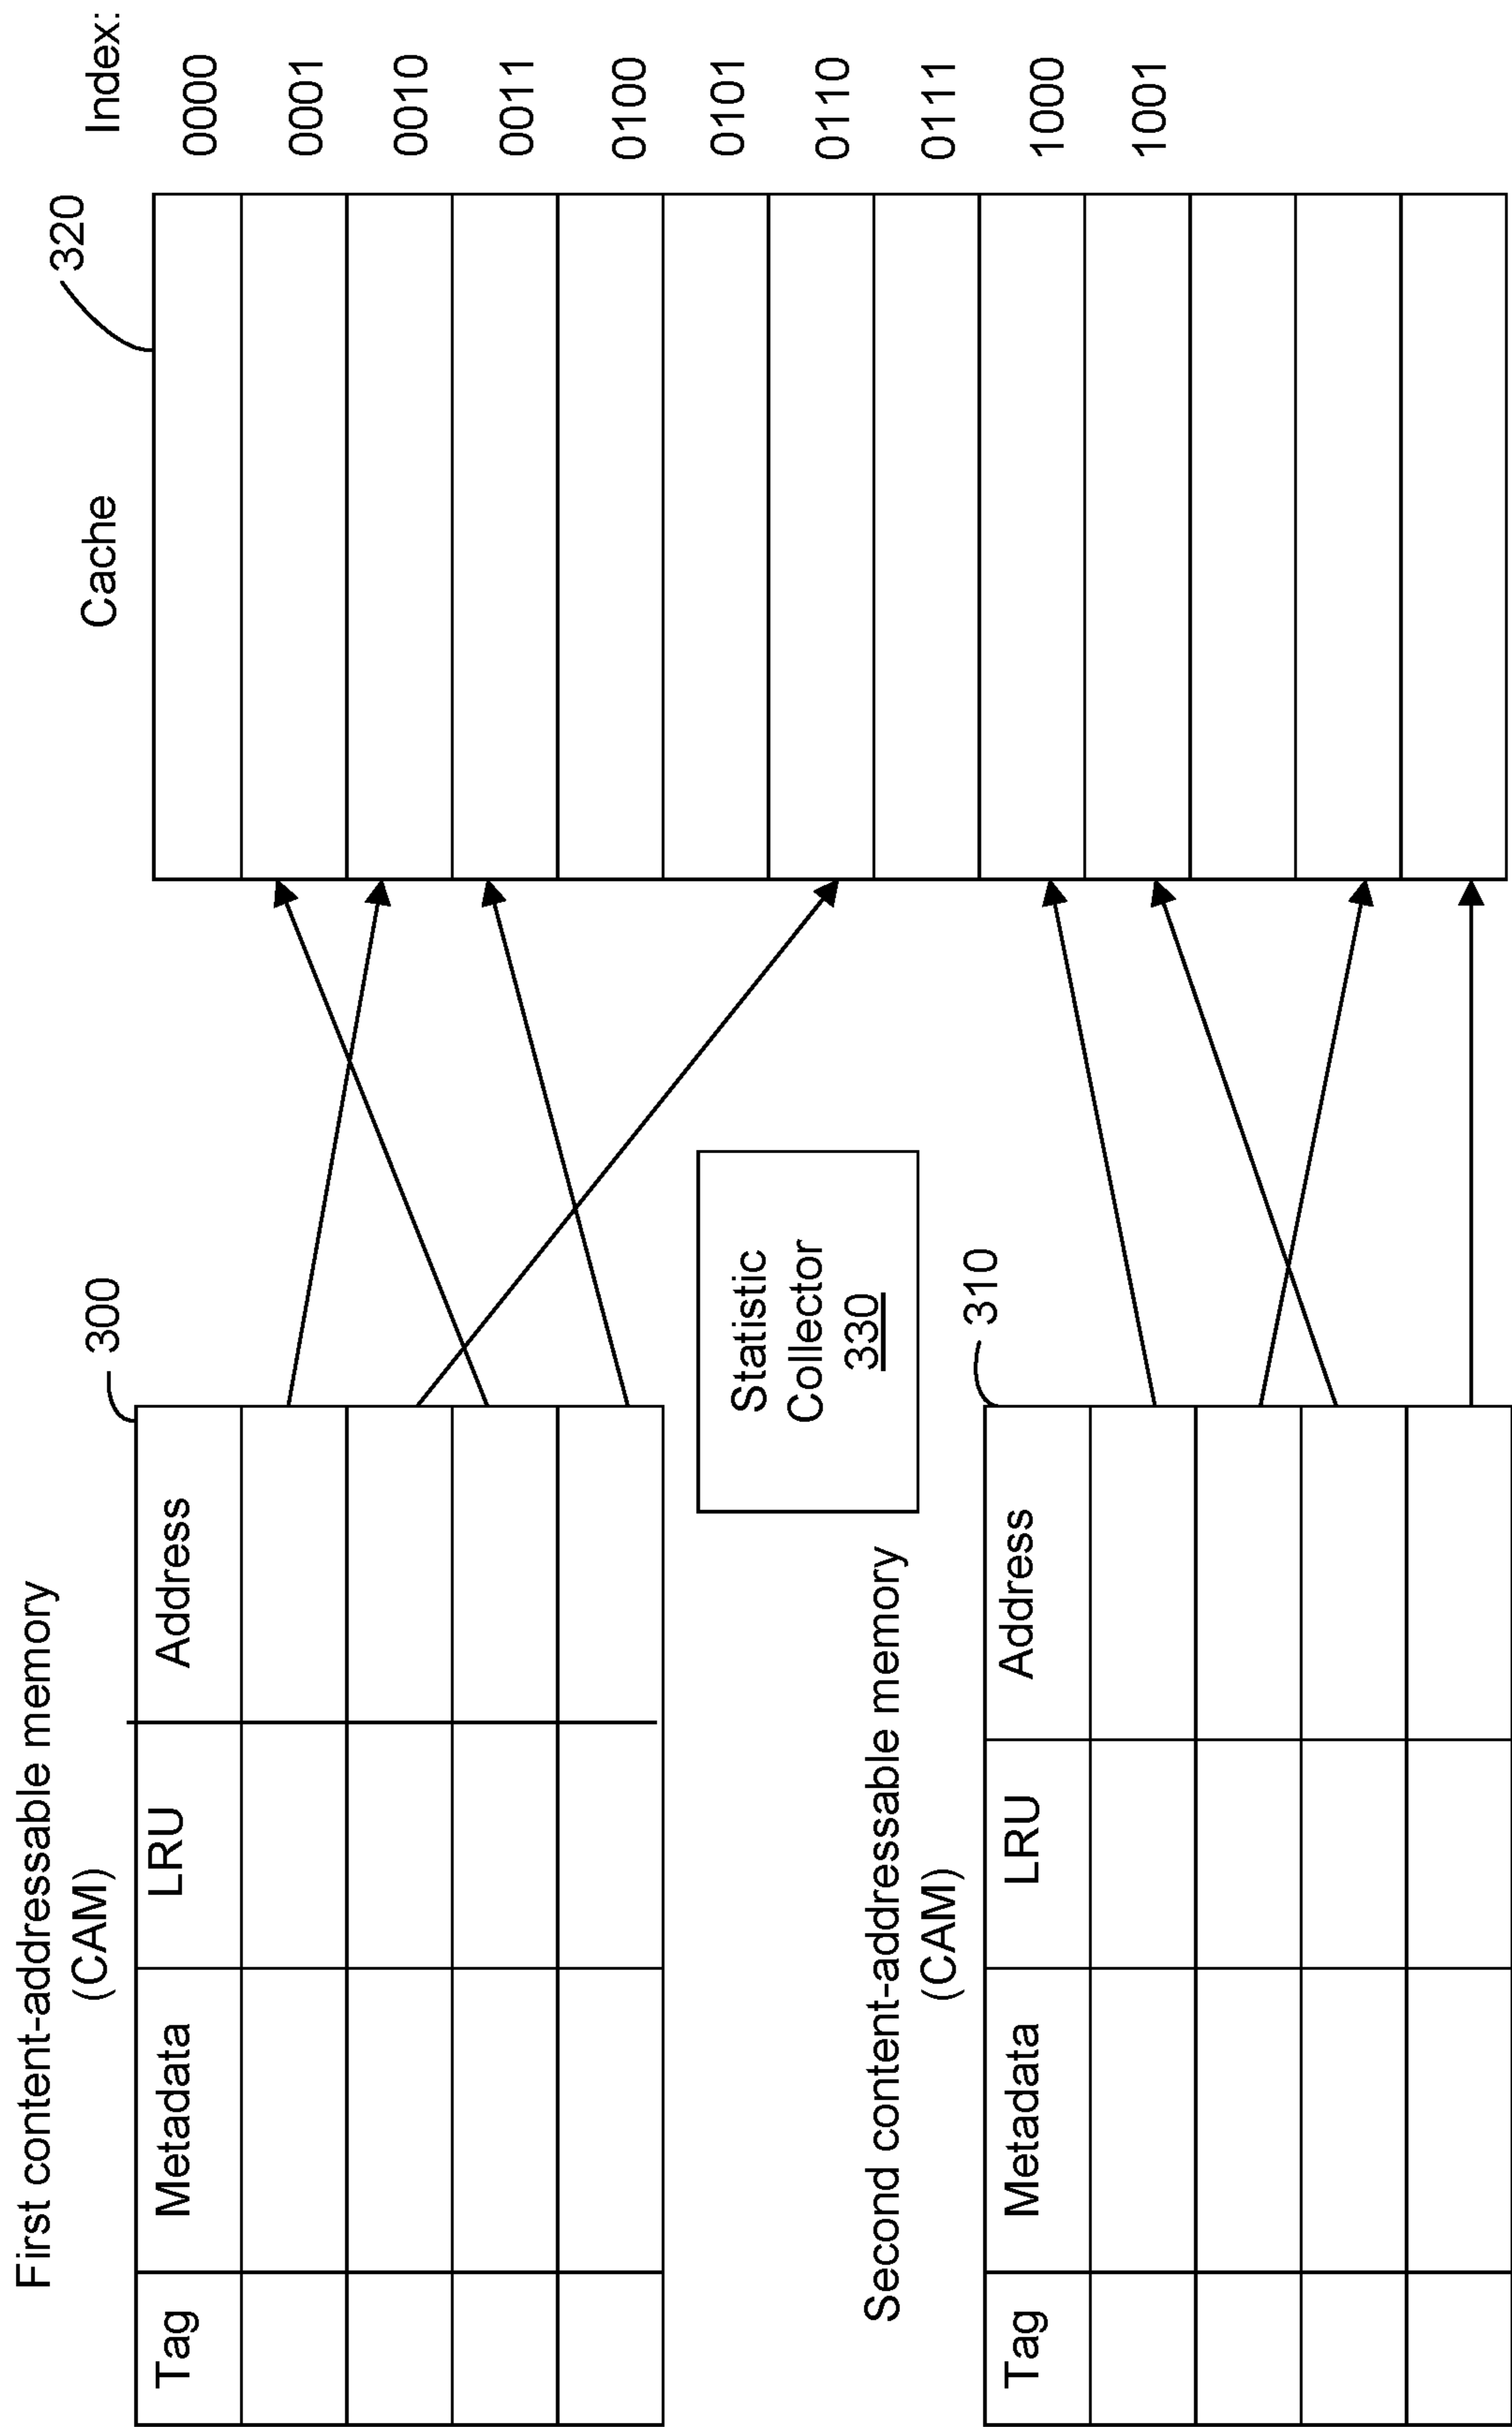 First content-addressable memory
(CAM)
300
Tag
Metadata
LRU
Address
Statistic
Collector
330
Second content-addressable memory
(CAM)
310
Tag
Metadata
LRU
Address
Cache
320
Index:
0000
0001
0010
0011
0100
0101
0110
0111
1000
1001